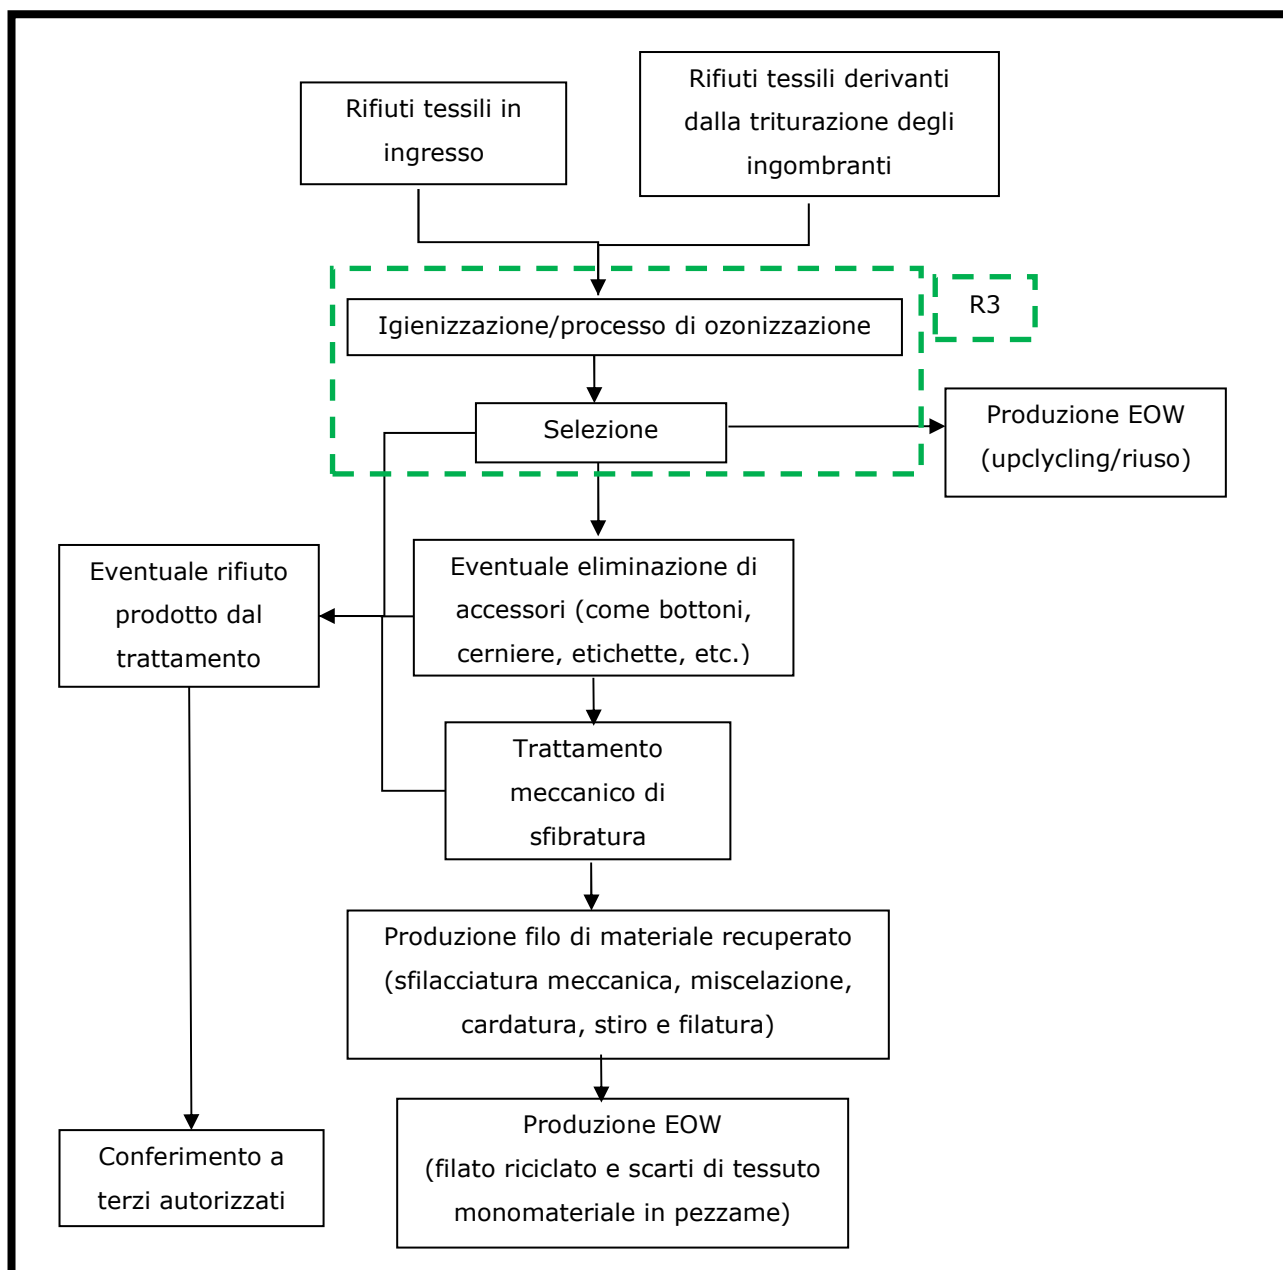 Rifiuti tessili in
ingresso
Rifiuti tessili derivanti
dalla triturazione degli
ingombranti
Igienizzazione/processo di ozonizzazione
R3
Selezione
Produzione EOW
(upclycling/riuso)
Eventuale rifiuto
prodotto dal
trattamento
Eventuale eliminazione di
accessori (come bottoni,
cerniere, etichette, etc.)
Trattamento
meccanico di
sfibratura
Produzione filo di materiale recuperato
(sfilacciatura meccanica, miscelazione,
cardatura, stiro e filatura)
Conferimento a
terzi autorizzati
Produzione EOW
(filato riciclato e scarti di tessuto
monomateriale in pezzame)